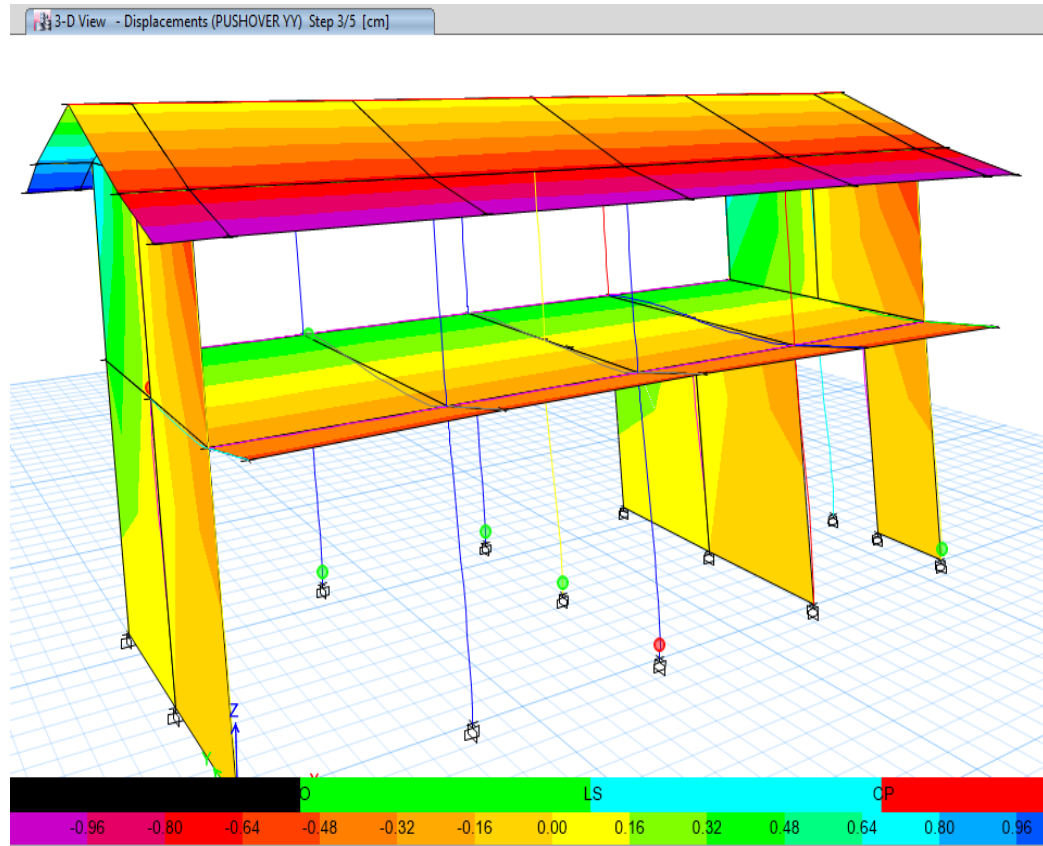 3-D View - Displacements (PUSHOVER YY) Step 3/5 [cm]
Z
Y
X
IO LS CP
-0.96 -0.80 -0.64 -0.48 -0.32 -0.16 0.00 0.16 0.32 0.48 0.64 0.80 0.96